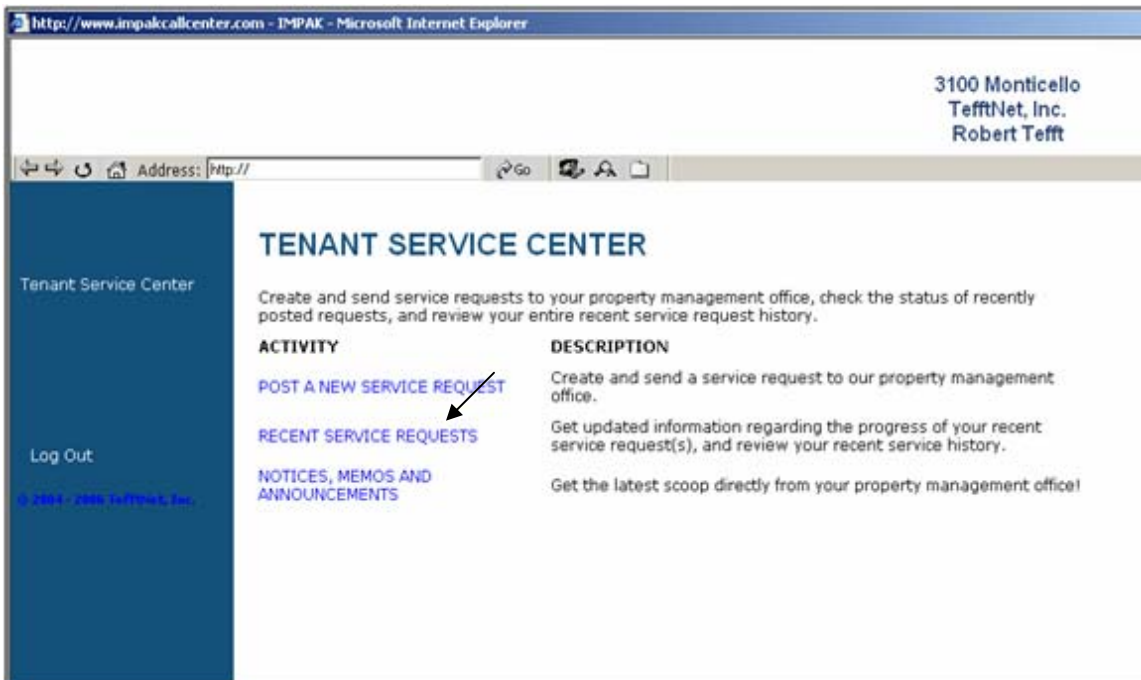 http://www.impakcallcenter.com - IMPAK - Microsoft Internet Explorer
3100 Monticello
TefftNet, Inc.
Robert Tefft
Address: http://
Go
Tenant Service Center
Log Out
© 2004 - 2006 TefftNet, Inc.
TENANT SERVICE CENTER
Create and send service requests to your property management office, check the status of recently
posted requests, and review your entire recent service request history.
ACTIVITY DESCRIPTION
POST A NEW SERVICE REQUEST
Create and send a service request to our property management
office.
RECENT SERVICE REQUESTS
Get updated information regarding the progress of your recent
service request(s), and review your recent service history.
NOTICES, MEMOS AND
ANNOUNCEMENTS
Get the latest scoop directly from your property management office!